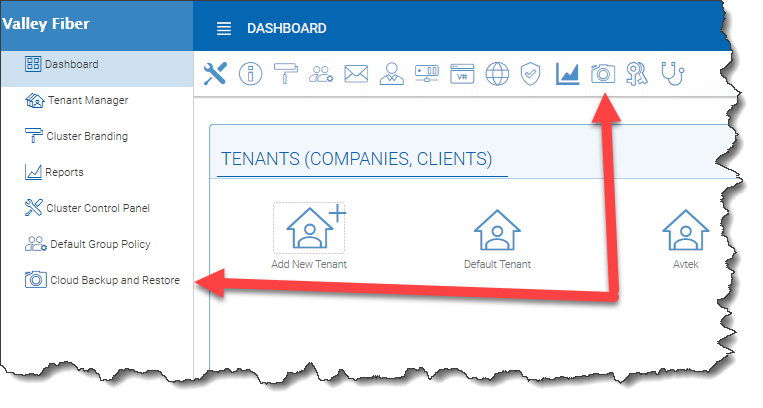 Valley Fiber
DASHBOARD
Dashboard
Tenant Manager
Cluster Branding
Reports
Cluster Control Panel
Default Group Policy
Cloud Backup and Restore
V#
TENANTS (COMPANIES, CLIENTS)
Add New Tenant
Default Tenant
Avtek